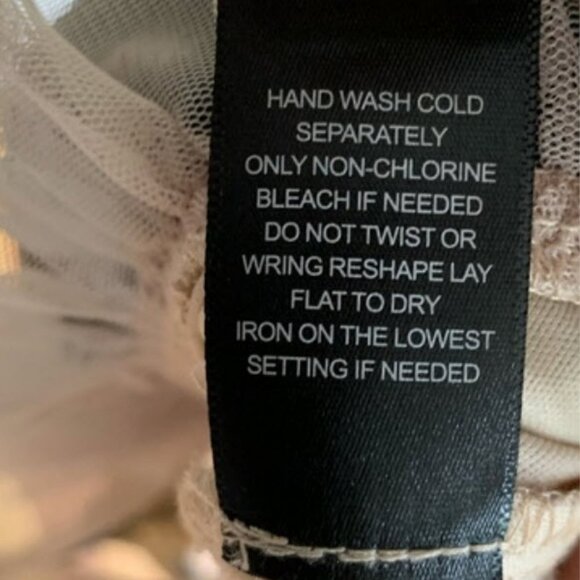 HAND WASH COLD
SEPARATELY
ONLY NON-CHLORINE
BLEACH IF NEEDED
DO NOT TWIST OR
WRING RESHAPE LAY
FLAT TO DRY
IRON ON THE LOWEST
SETTING IF NEEDED